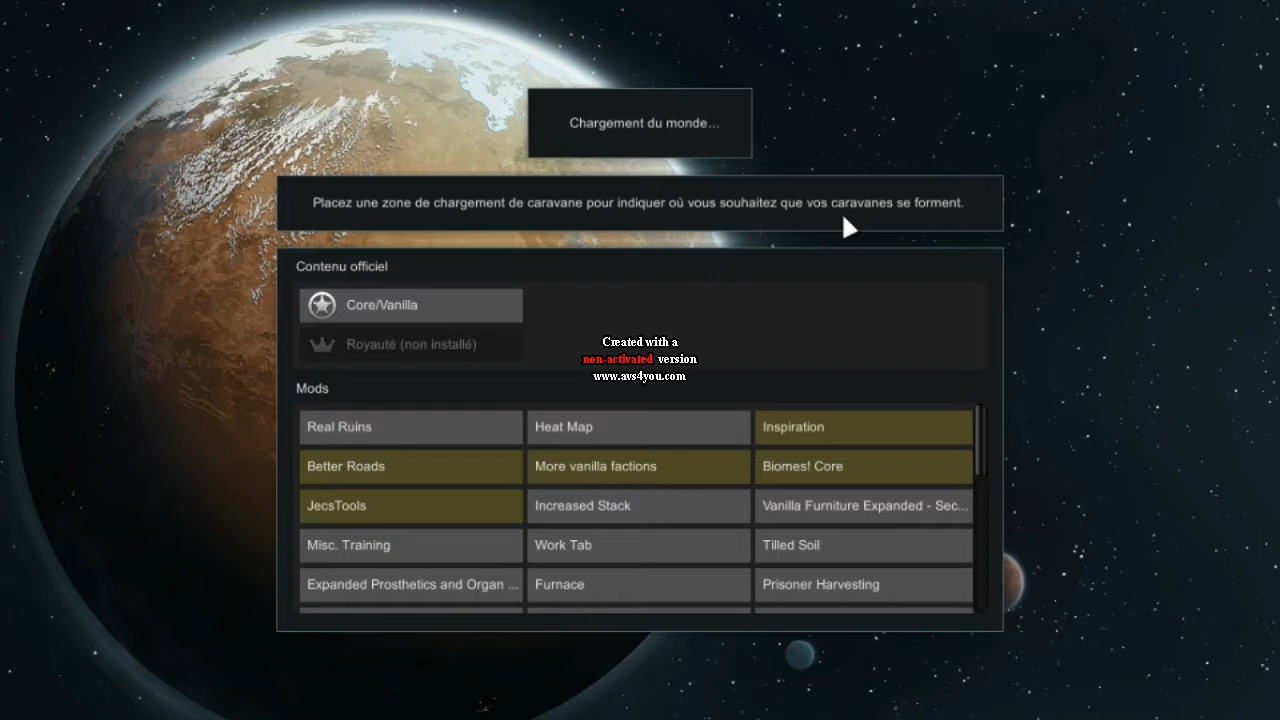 Chargement du monde...
Placez une zone de chargement de caravane pour indiquer où vous souhaitez que vos caravanes se forment.
Contenu officiel
Core/Vanilla
Royauté (non installé)
Created with a
non-activated version
www.avs4you.com
Mods
Real Ruins
Heat Map
Inspiration
Better Roads
More vanilla factions
Biomes! Core
JecsTools
Increased Stack
Vanilla Furniture Expanded - Sec...
Misc. Training
Work Tab
Tilled Soil
Expanded Prosthetics and Organ ...
Furnace
Prisoner Harvesting